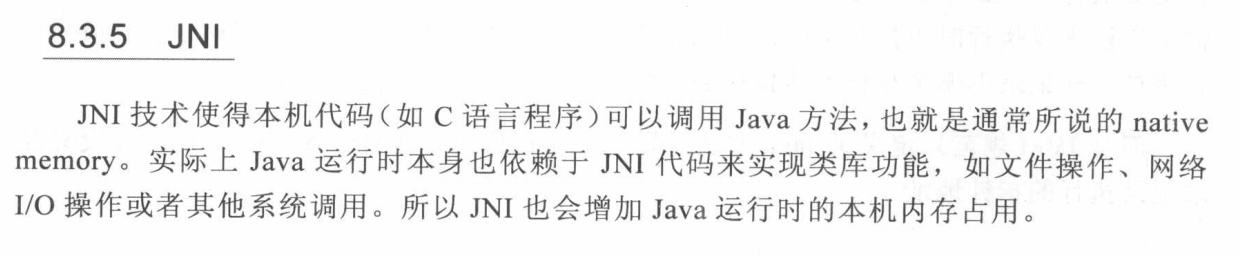 8.3.5 JNI
JNI 技术使得本机代码(如 C 语言程序)可以调用 Java 方法，也就是通常所说的 native
memory。实际上 Java 运行时本身也依赖于 JNI 代码来实现类库功能，如文件操作、网络
I/O 操作或者其他系统调用。所以 JNI 也会增加 Java 运行时的本机内存占用。